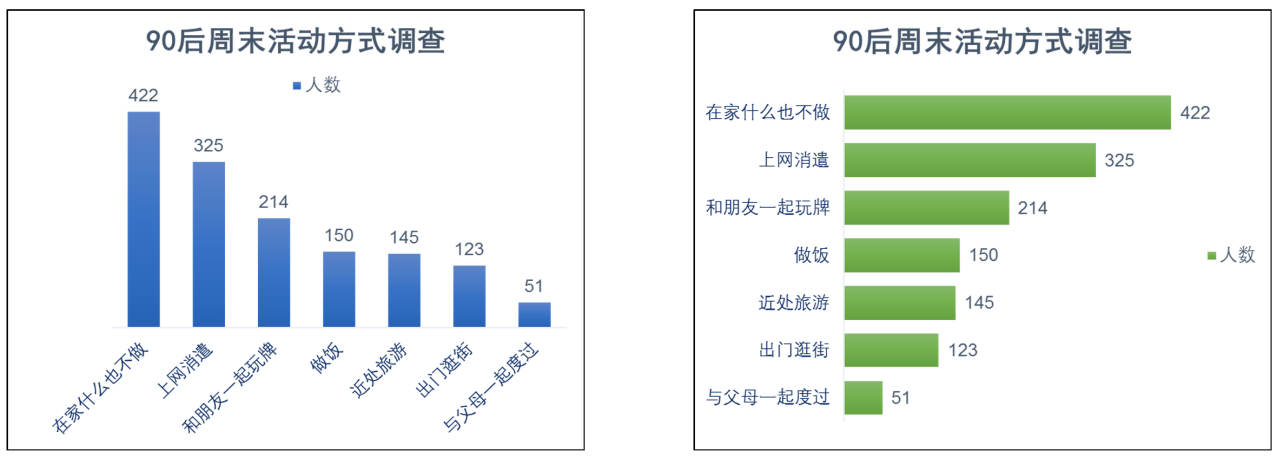 90后周末活动方式调查
人数
422
325
214
150
145
123
51
在家什么也不做
上网消遣
和朋友一起玩牌
做饭
近处旅游
出门逛街
与父母一起度过
90后周末活动方式调查
在家什么也不做 422
上网消遣 325
和朋友一起玩牌 214
做饭 150
人数
近处旅游 145
出门逛街 123
与父母一起度过 51